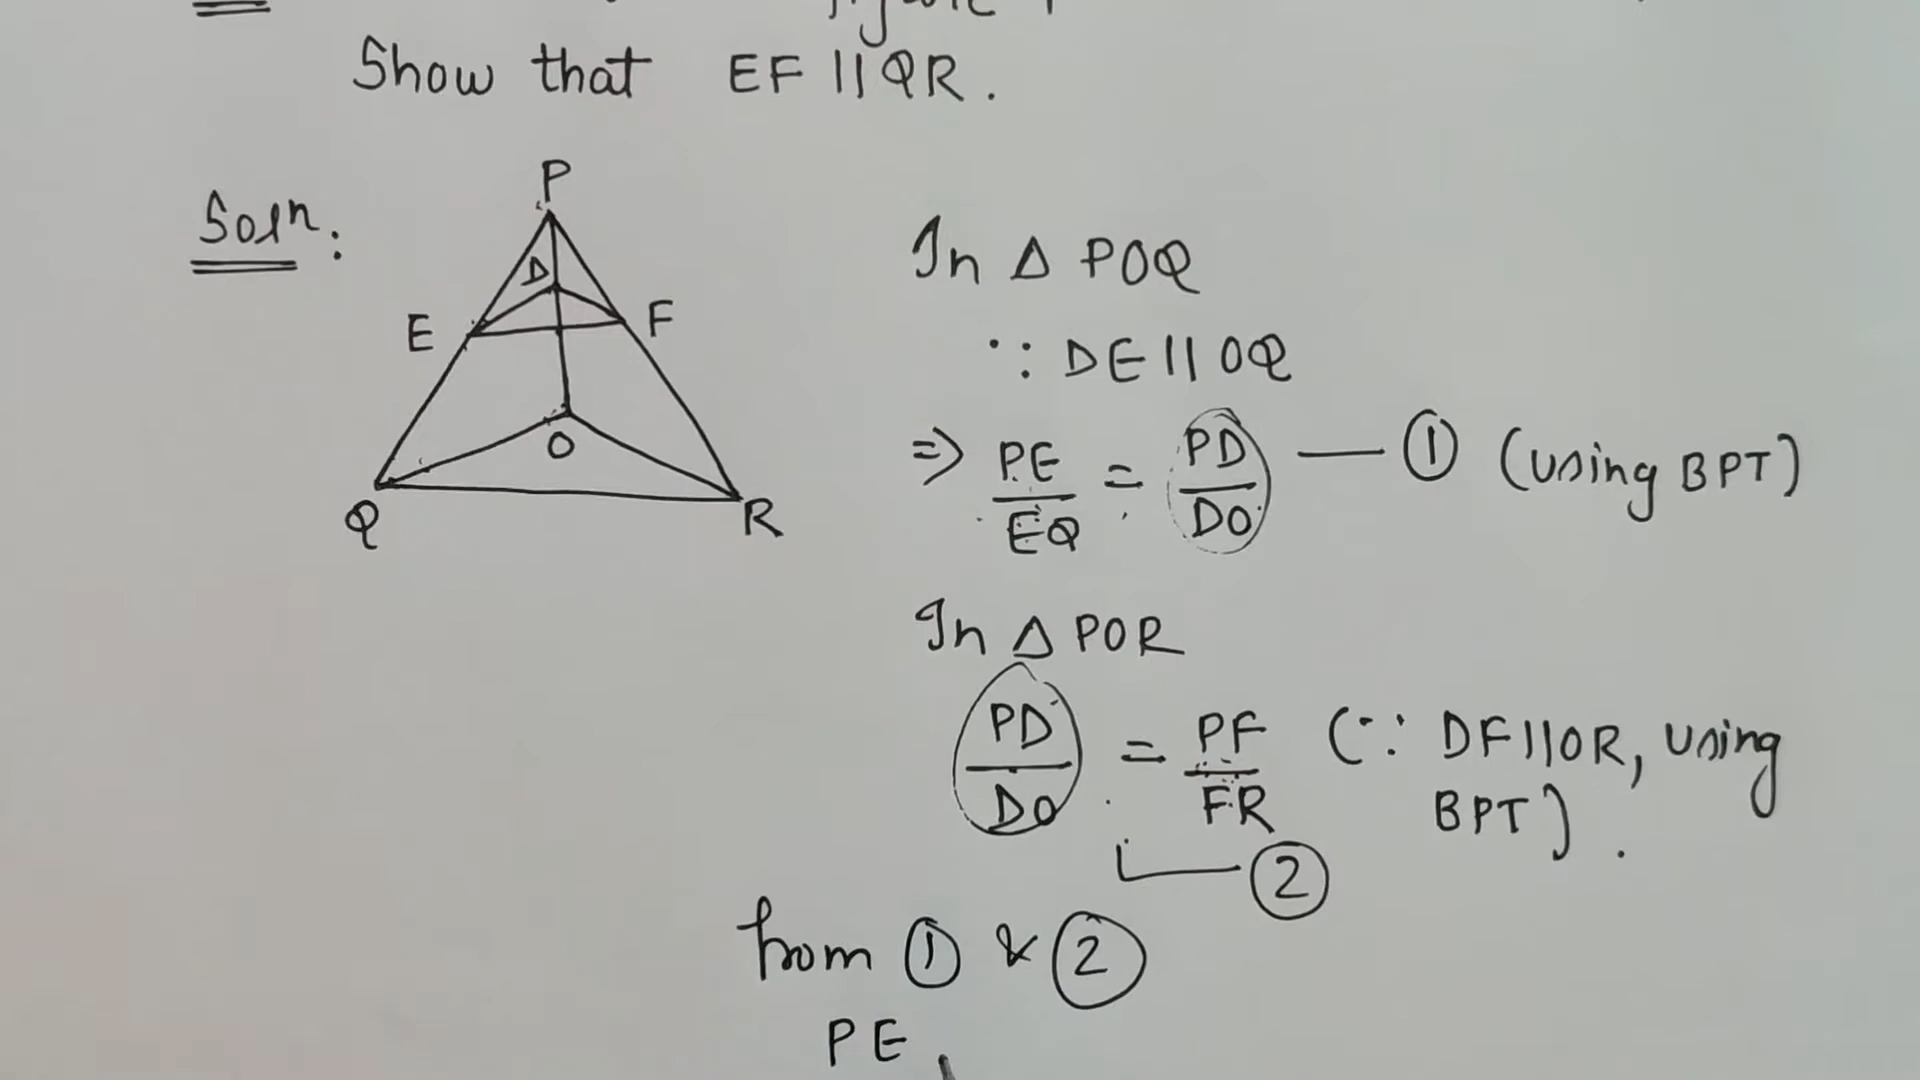 Show that EF || QR.
Soln:
P
D
E
F
O
Q
R
In Δ POQ
∵ DE || OQ
⇒ PE/EQ = PD/DO — ① (using BPT)
In Δ POR
PD/DO = PF/FR (∵ DF || OR, using
BPT).
②
from ① & ②
PE